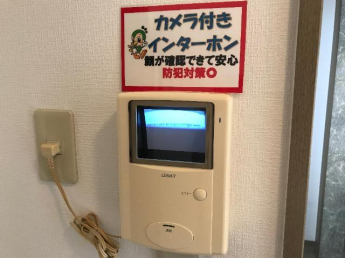 カメラ付き
インターホン
顔が確認できて安心
防犯対策◎